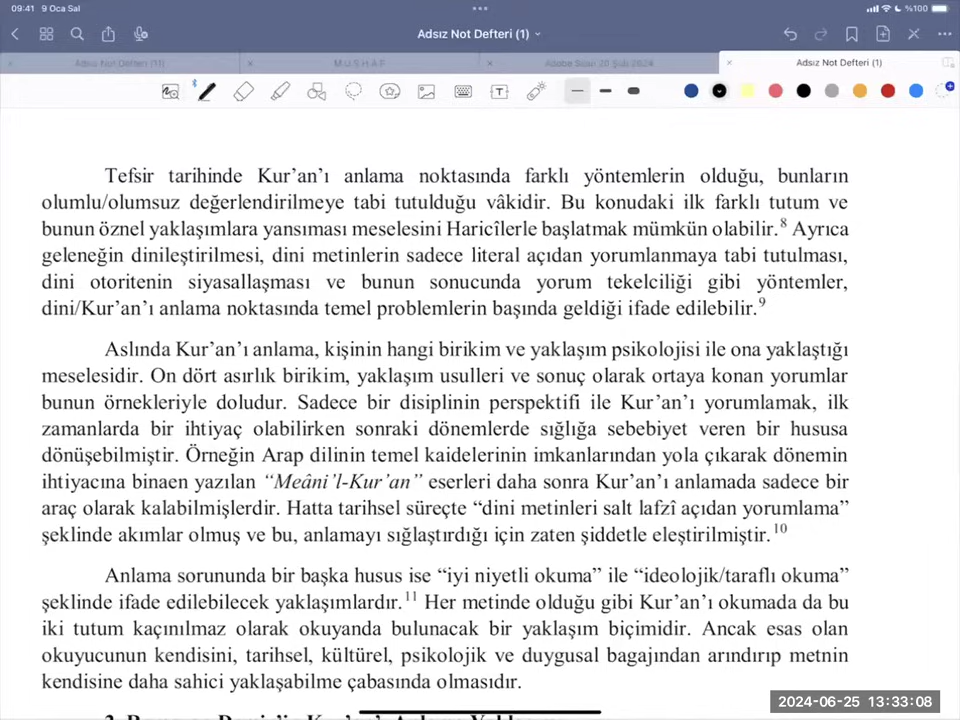 09:41 9 Oca Sal
%100
Adsız Not Defteri (1)
Adsız Not Defteri (11)
M U S H A F
Adsız Not Defteri (1)
Tefsir tarihinde Kur’an’ı anlama noktasında farklı yöntemlerin olduğu, bunların
olumlu/olumsuz değerlendirilmeye tabi tutulduğu vâkidir. Bu konudaki ilk farklı tutum ve
bunun öznel yaklaşımlara yansıması meselesini Haricîlerle başlatmak mümkün olabilir.8 Ayrıca
geleneğin dinileştirilmesi, dini metinlerin sadece literal açıdan yorumlanmaya tabi tutulması,
dini otoritenin siyasallaşması ve bunun sonucunda yorum tekelciliği gibi yöntemler,
dini/Kur’an’ı anlama noktasında temel problemlerin başında geldiği ifade edilebilir.9
Aslında Kur’an’ı anlama, kişinin hangi birikim ve yaklaşım psikolojisi ile ona yaklaştığı
meselesidir. On dört asırlık birikim, yaklaşım usulleri ve sonuç olarak ortaya konan yorumlar
bunun örnekleriyle doludur. Sadece bir disiplinin perspektifi ile Kur’an’ı yorumlamak, ilk
zamanlarda bir ihtiyaç olabilirken sonraki dönemlerde sığlığa sebebiyet veren bir hususa
dönüşebilmiştir. Örneğin Arap dilinin temel kaidelerinin imkanlarından yola çıkarak dönemin
ihtiyacına binaen yazılan “Meâni’l-Kur’an” eserleri daha sonra Kur’an’ı anlamada sadece bir
araç olarak kalabilmişlerdir. Hatta tarihsel süreçte “dini metinleri salt lafzî açıdan yorumlama”
şeklinde akımlar olmuş ve bu, anlamayı sığlaştırdığı için zaten şiddetle eleştirilmiştir.10
Anlama sorununda bir başka husus ise “iyi niyetli okuma” ile “ideolojik/taraflı okuma”
şeklinde ifade edilebilecek yaklaşımlardır.11 Her metinde olduğu gibi Kur’an’ı okumada da bu
iki tutum kaçınılmaz olarak okuyanda bulunacak bir yaklaşım biçimidir. Ancak esas olan
okuyucunun kendisini, tarihsel, kültürel, psikolojik ve duygusal bagajından arındırıp metnin
kendisine daha sahici yaklaşabilme çabasında olmasıdır.
2024-06-25 13:33:08